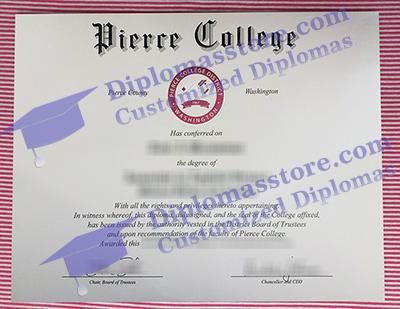 Pierce College
Pierce County
Washington
PIERCE COLLEGE DISTRICT
1967
WASHINGTON
Has conferred on
the degree of
With all the rights and privileges thereto appertaining.
In witness whereof, this diploma, duly signed, and the seal of the College affixed,
has been issued by the authority vested in the District Board of Trustees
and upon recommendation of the faculty of Pierce College.
Awarded this
Chair, Board of Trustees
Chancellor and CEO
Diplomasstore.com
Customized Diplomas
Diplomasstore.com
Customized Diplomas